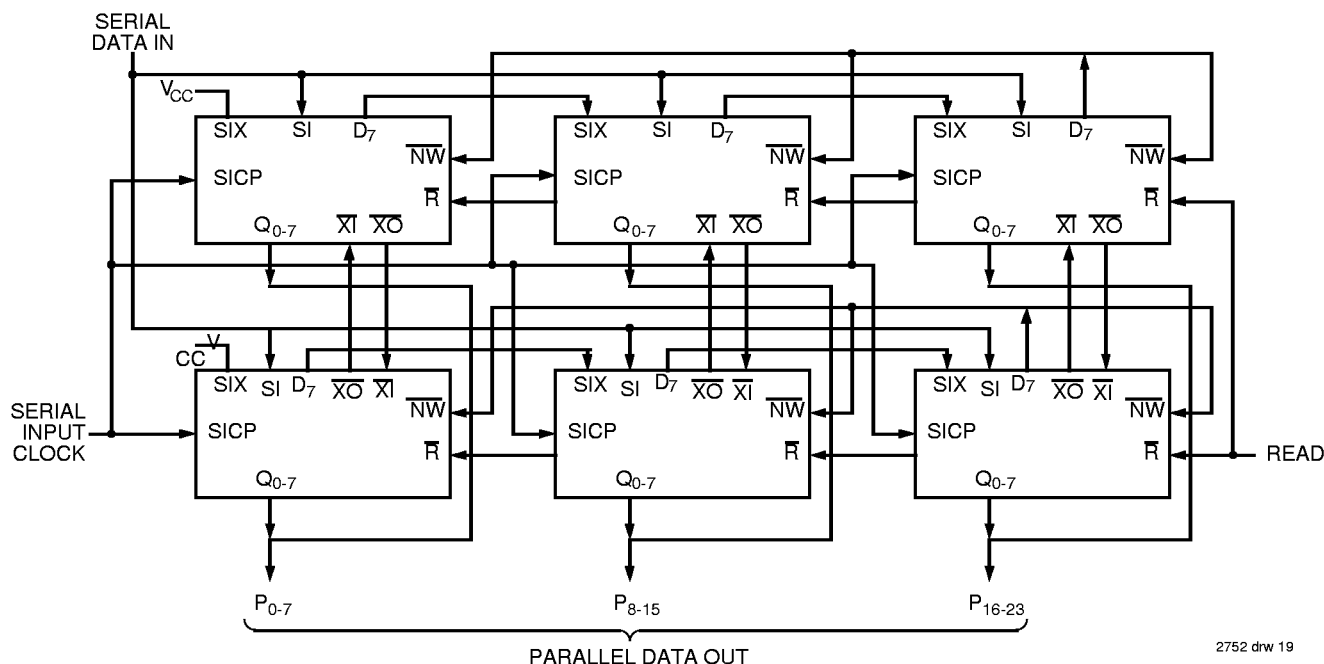 SERIAL
DATA IN
VCC
SIX SI D7
SIX SI D7
SIX SI D7
NW
NW
NW
SICP
SICP
SICP
R
R
R
Q0-7 XI XO
Q0-7 XI XO
Q0-7 XI XO
V
CC
SIX SI D7 XO XI
SIX SI D7 XO XI
SIX SI D7 XO XI
NW
NW
NW
SERIAL
INPUT
CLOCK
SICP
SICP
SICP
R
R
R
READ
Q0-7
Q0-7
Q0-7
P0-7
P8-15
P16-23
PARALLEL DATA OUT
2752 drw 19